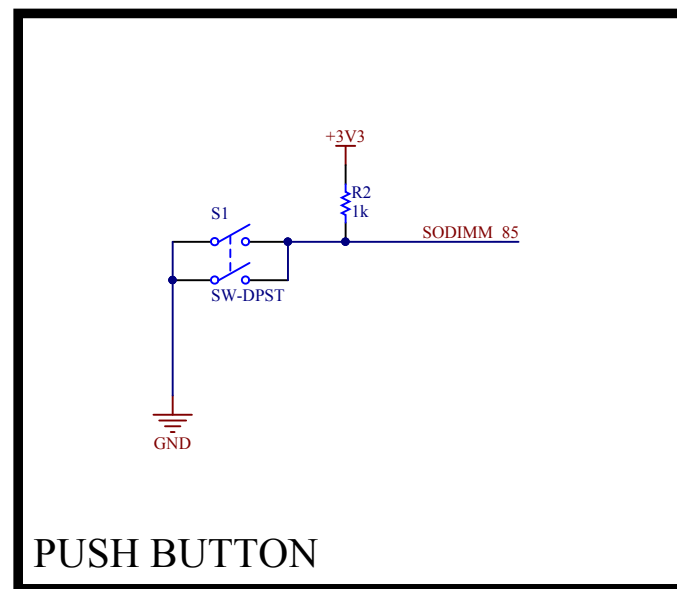 +3V3
R2
1k
S1
SODIMM_85
SW-DPST
GND
PUSH BUTTON